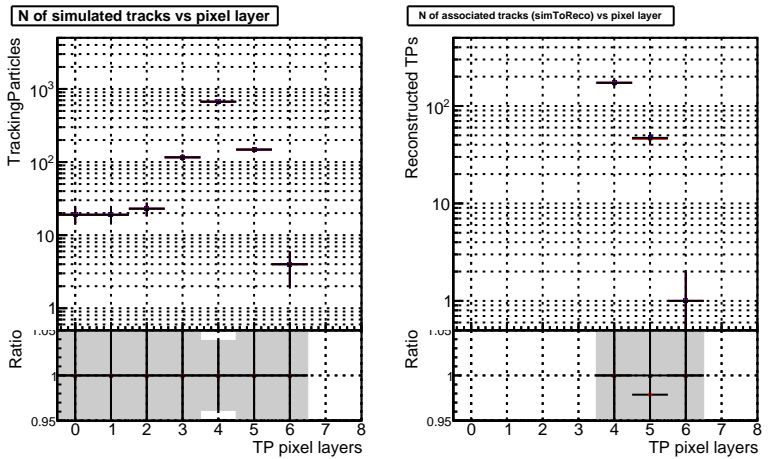 N of simulated tracks vs pixel layer
TrackingParticles
10³
10²
10
1
Ratio
1.05
1
0.95
0 1 2 3 4 5 6 7 8
TP pixel layers
N of associated tracks (simToReco) vs pixel layer
Reconstructed TPs
10²
10
1
Ratio
1.05
1
0.95
0 1 2 3 4 5 6 7 8
TP pixel layers